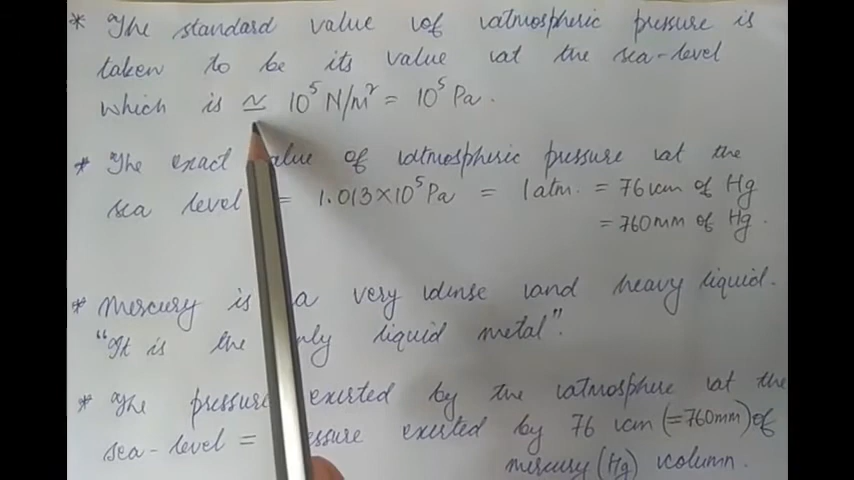 * The standard value of atmospheric pressure is
taken to be its value at the sea-level
which is ≃ 10⁵ N/m² = 10⁵ Pa.
* The exact value of atmospheric pressure at the
sea level = 1.013×10⁵ Pa = 1 atm. = 76 cm of Hg
= 760 mm of Hg.
* Mercury is a very dense and heavy liquid.
"It is the only liquid metal".
* The pressure exerted by the atmosphere at the
sea-level = pressure exerted by 76 cm (=760mm) of
mercury (Hg) column.